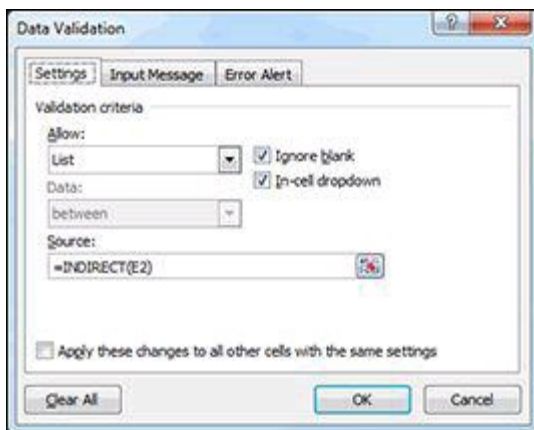 Data Validation
Settings Input Message Error Alert
Validation criteria
Allow:
List
Ignore blank
In-cell dropdown
Data:
between
Source:
=INDIRECT(E2)
Apply these changes to all other cells with the same settings
Clear All OK Cancel